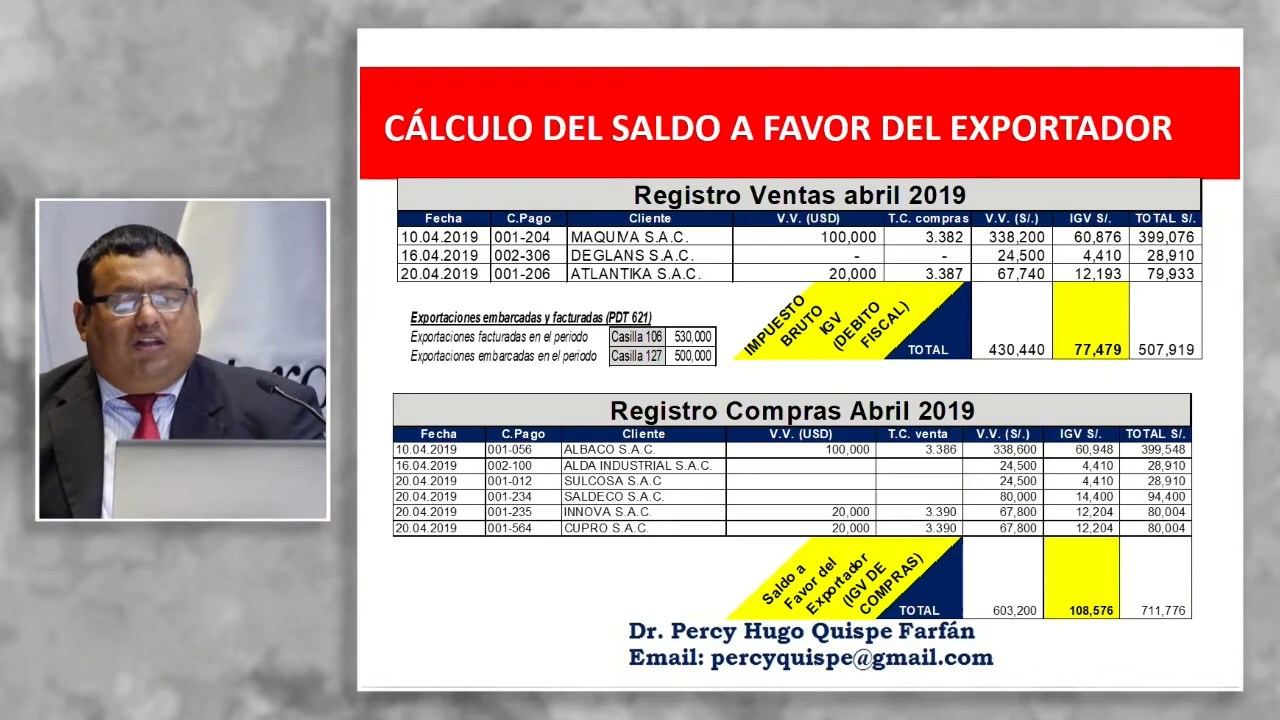 CÁLCULO DEL SALDO A FAVOR DEL EXPORTADOR
Registro Ventas abril 2019
Fecha C.Pago Cliente V.V. (USD) T.C. compras V.V. (S/.) IGV S/. TOTAL S/.
10.04.2019 001-204 MAQUIVA S.A.C. 100,000 3.382 338,200 60,876 399,076
16.04.2019 002-306 DEGLANS S.A.C. - - 24,500 4,410 28,910
20.04.2019 001-206 ATLANTIKA S.A.C. 20,000 3.387 67,740 12,193 79,933
IMPUESTO
BRUTO
IGV
(DEBITO
FISCAL)
TOTAL 430,440 77,479 507,919
Exportaciones embarcadas y facturadas (PDT 621)
Exportaciones facturadas en el periodo Casilla 106 530,000
Exportaciones embarcadas en el periodo Casilla 127 500,000
Registro Compras Abril 2019
Fecha C.Pago Cliente V.V. (USD) T.C. venta V.V. (S/.) IGV S/. TOTAL S/.
10.04.2019 001-056 ALBACO S.A.C. 100,000 3.386 338,600 60,948 399,548
16.04.2019 002-100 ALDA INDUSTRIAL S.A.C. 24,500 4,410 28,910
20.04.2019 001-012 SULCOSA S.A.C 24,500 4,410 28,910
20.04.2019 001-234 SALDECO S.A.C. 80,000 14,400 94,400
20.04.2019 001-235 INNOVA S.A.C. 20,000 3.390 67,800 12,204 80,004
20.04.2019 001-564 CUPRO S.A.C. 20,000 3.390 67,800 12,204 80,004
Saldo a
Favor del
Exportador
(IGV DE
COMPRAS)
TOTAL 603,200 108,576 711,776
Dr. Percy Hugo Quispe Farfán
Email: percyquispe@gmail.com